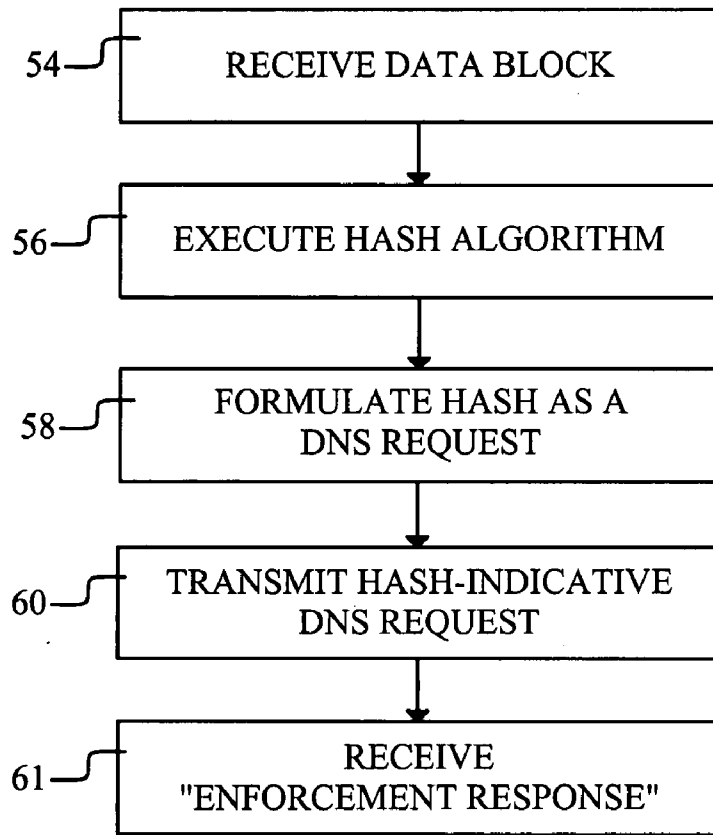 54
RECEIVE DATA BLOCK
56
EXECUTE HASH ALGORITHM
58
FORMULATE HASH AS A
DNS REQUEST
60
TRANSMIT HASH-INDICATIVE
DNS REQUEST
61
RECEIVE
"ENFORCEMENT RESPONSE"